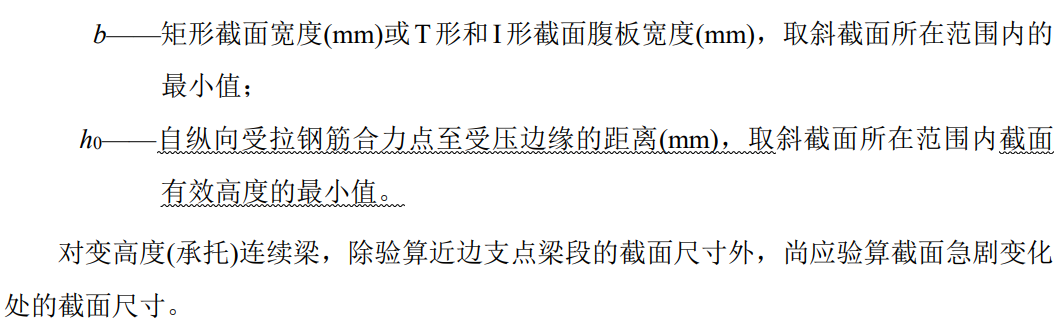 b——矩形截面宽度(mm)或T形和I形截面腹板宽度(mm)，取斜截面所在范围内的
最小值；
h0——自纵向受拉钢筋合力点至受压边缘的距离(mm)，取斜截面所在范围内截面
有效高度的最小值。
对变高度(承托)连续梁，除验算近边支点梁段的截面尺寸外，尚应验算截面急剧变化
处的截面尺寸。